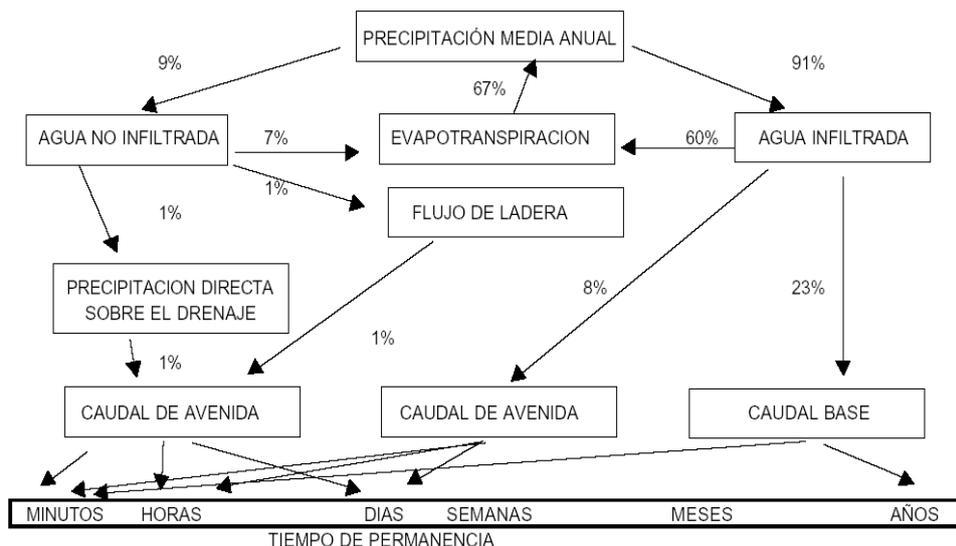 PRECIPITACIÓN MEDIA ANUAL
9%
91%
67%
AGUA NO INFILTRADA
7%
EVAPOTRANSPIRACION
60%
AGUA INFILTRADA
1%
FLUJO DE LADERA
1%
PRECIPITACION DIRECTA
SOBRE EL DRENAJE
8%
23%
1%
1%
CAUDAL DE AVENIDA
CAUDAL DE AVENIDA
CAUDAL BASE
MINUTOS HORAS DIAS SEMANAS MESES AÑOS
TIEMPO DE PERMANENCIA